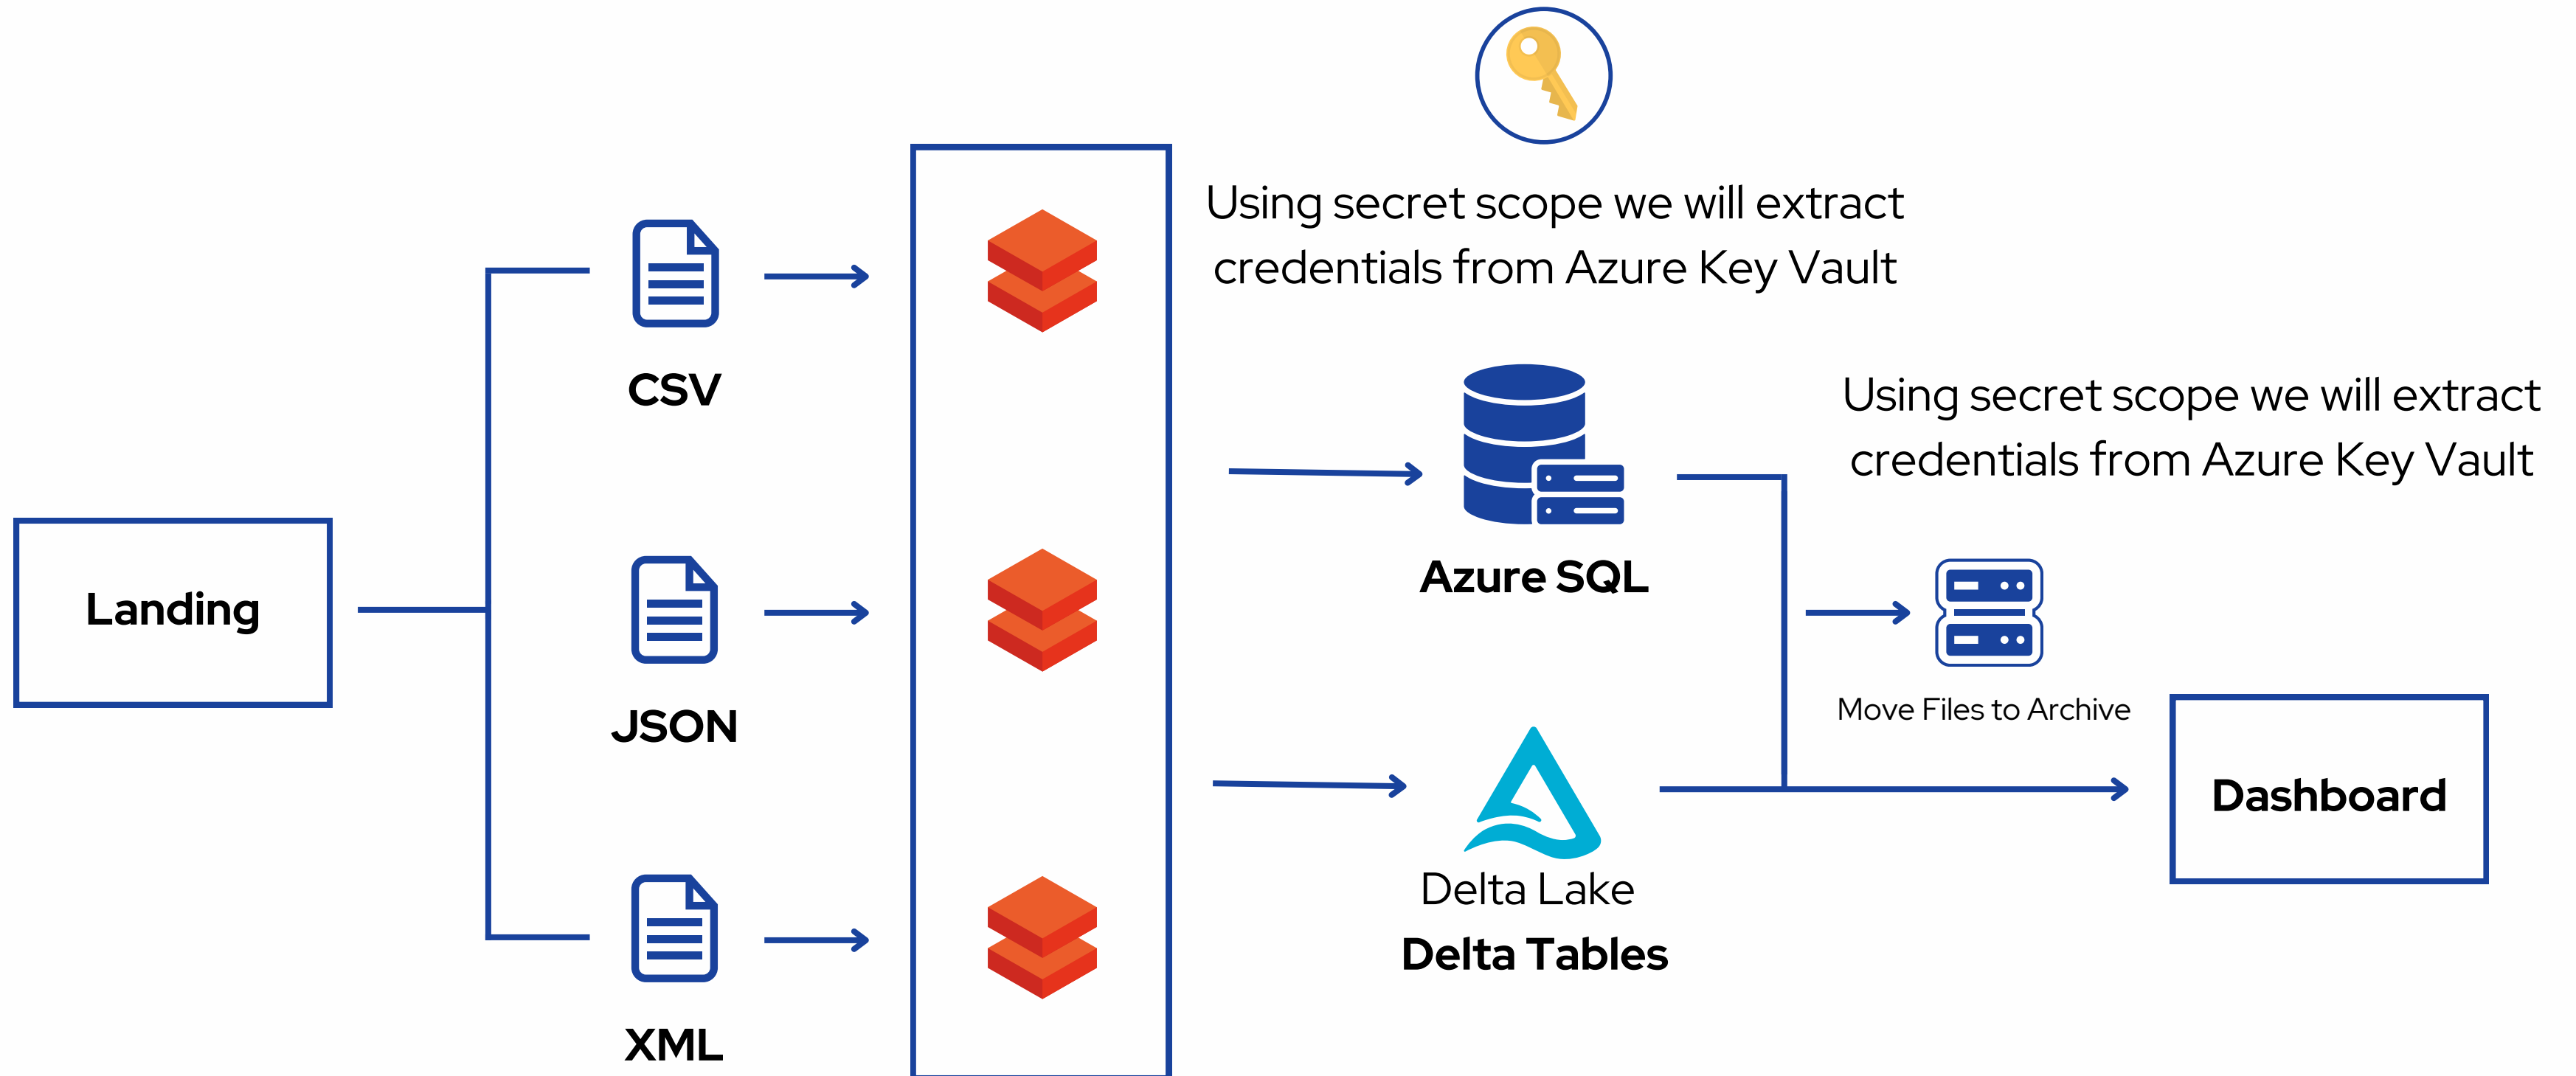 Using secret scope we will extract
credentials from Azure Key Vault
CSV
Using secret scope we will extract
credentials from Azure Key Vault
Landing
Azure SQL
JSON
Move Files to Archive
Dashboard
Delta Lake
Delta Tables
XML